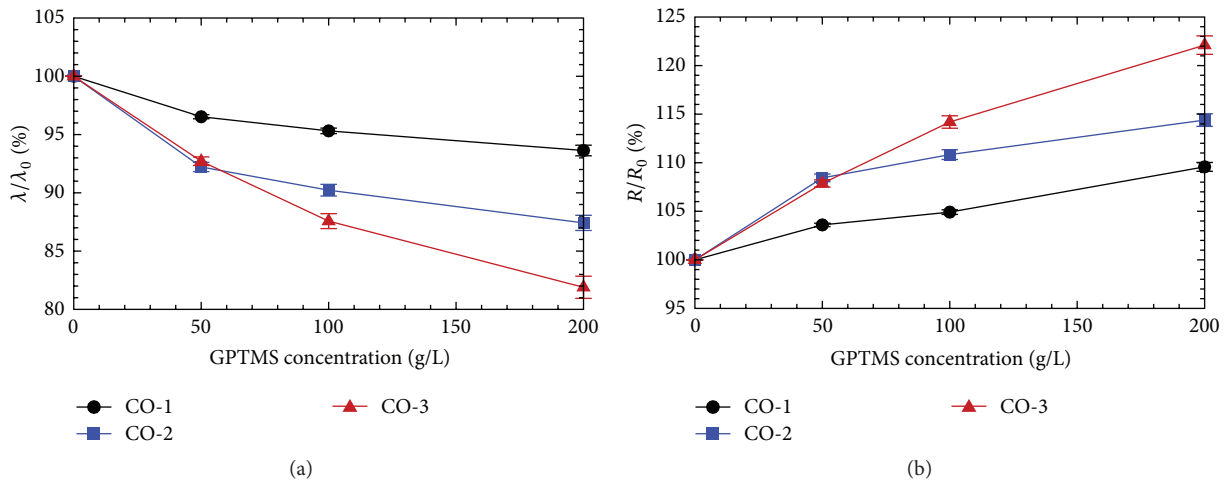 105
100
95
90
85
80
λ/λ0 (%)
0
50
100
150
200
GPTMS concentration (g/L)
CO-1
CO-2
CO-3
(a)
125
120
115
110
105
100
95
R/R0 (%)
0
50
100
150
200
GPTMS concentration (g/L)
CO-1
CO-2
CO-3
(b)